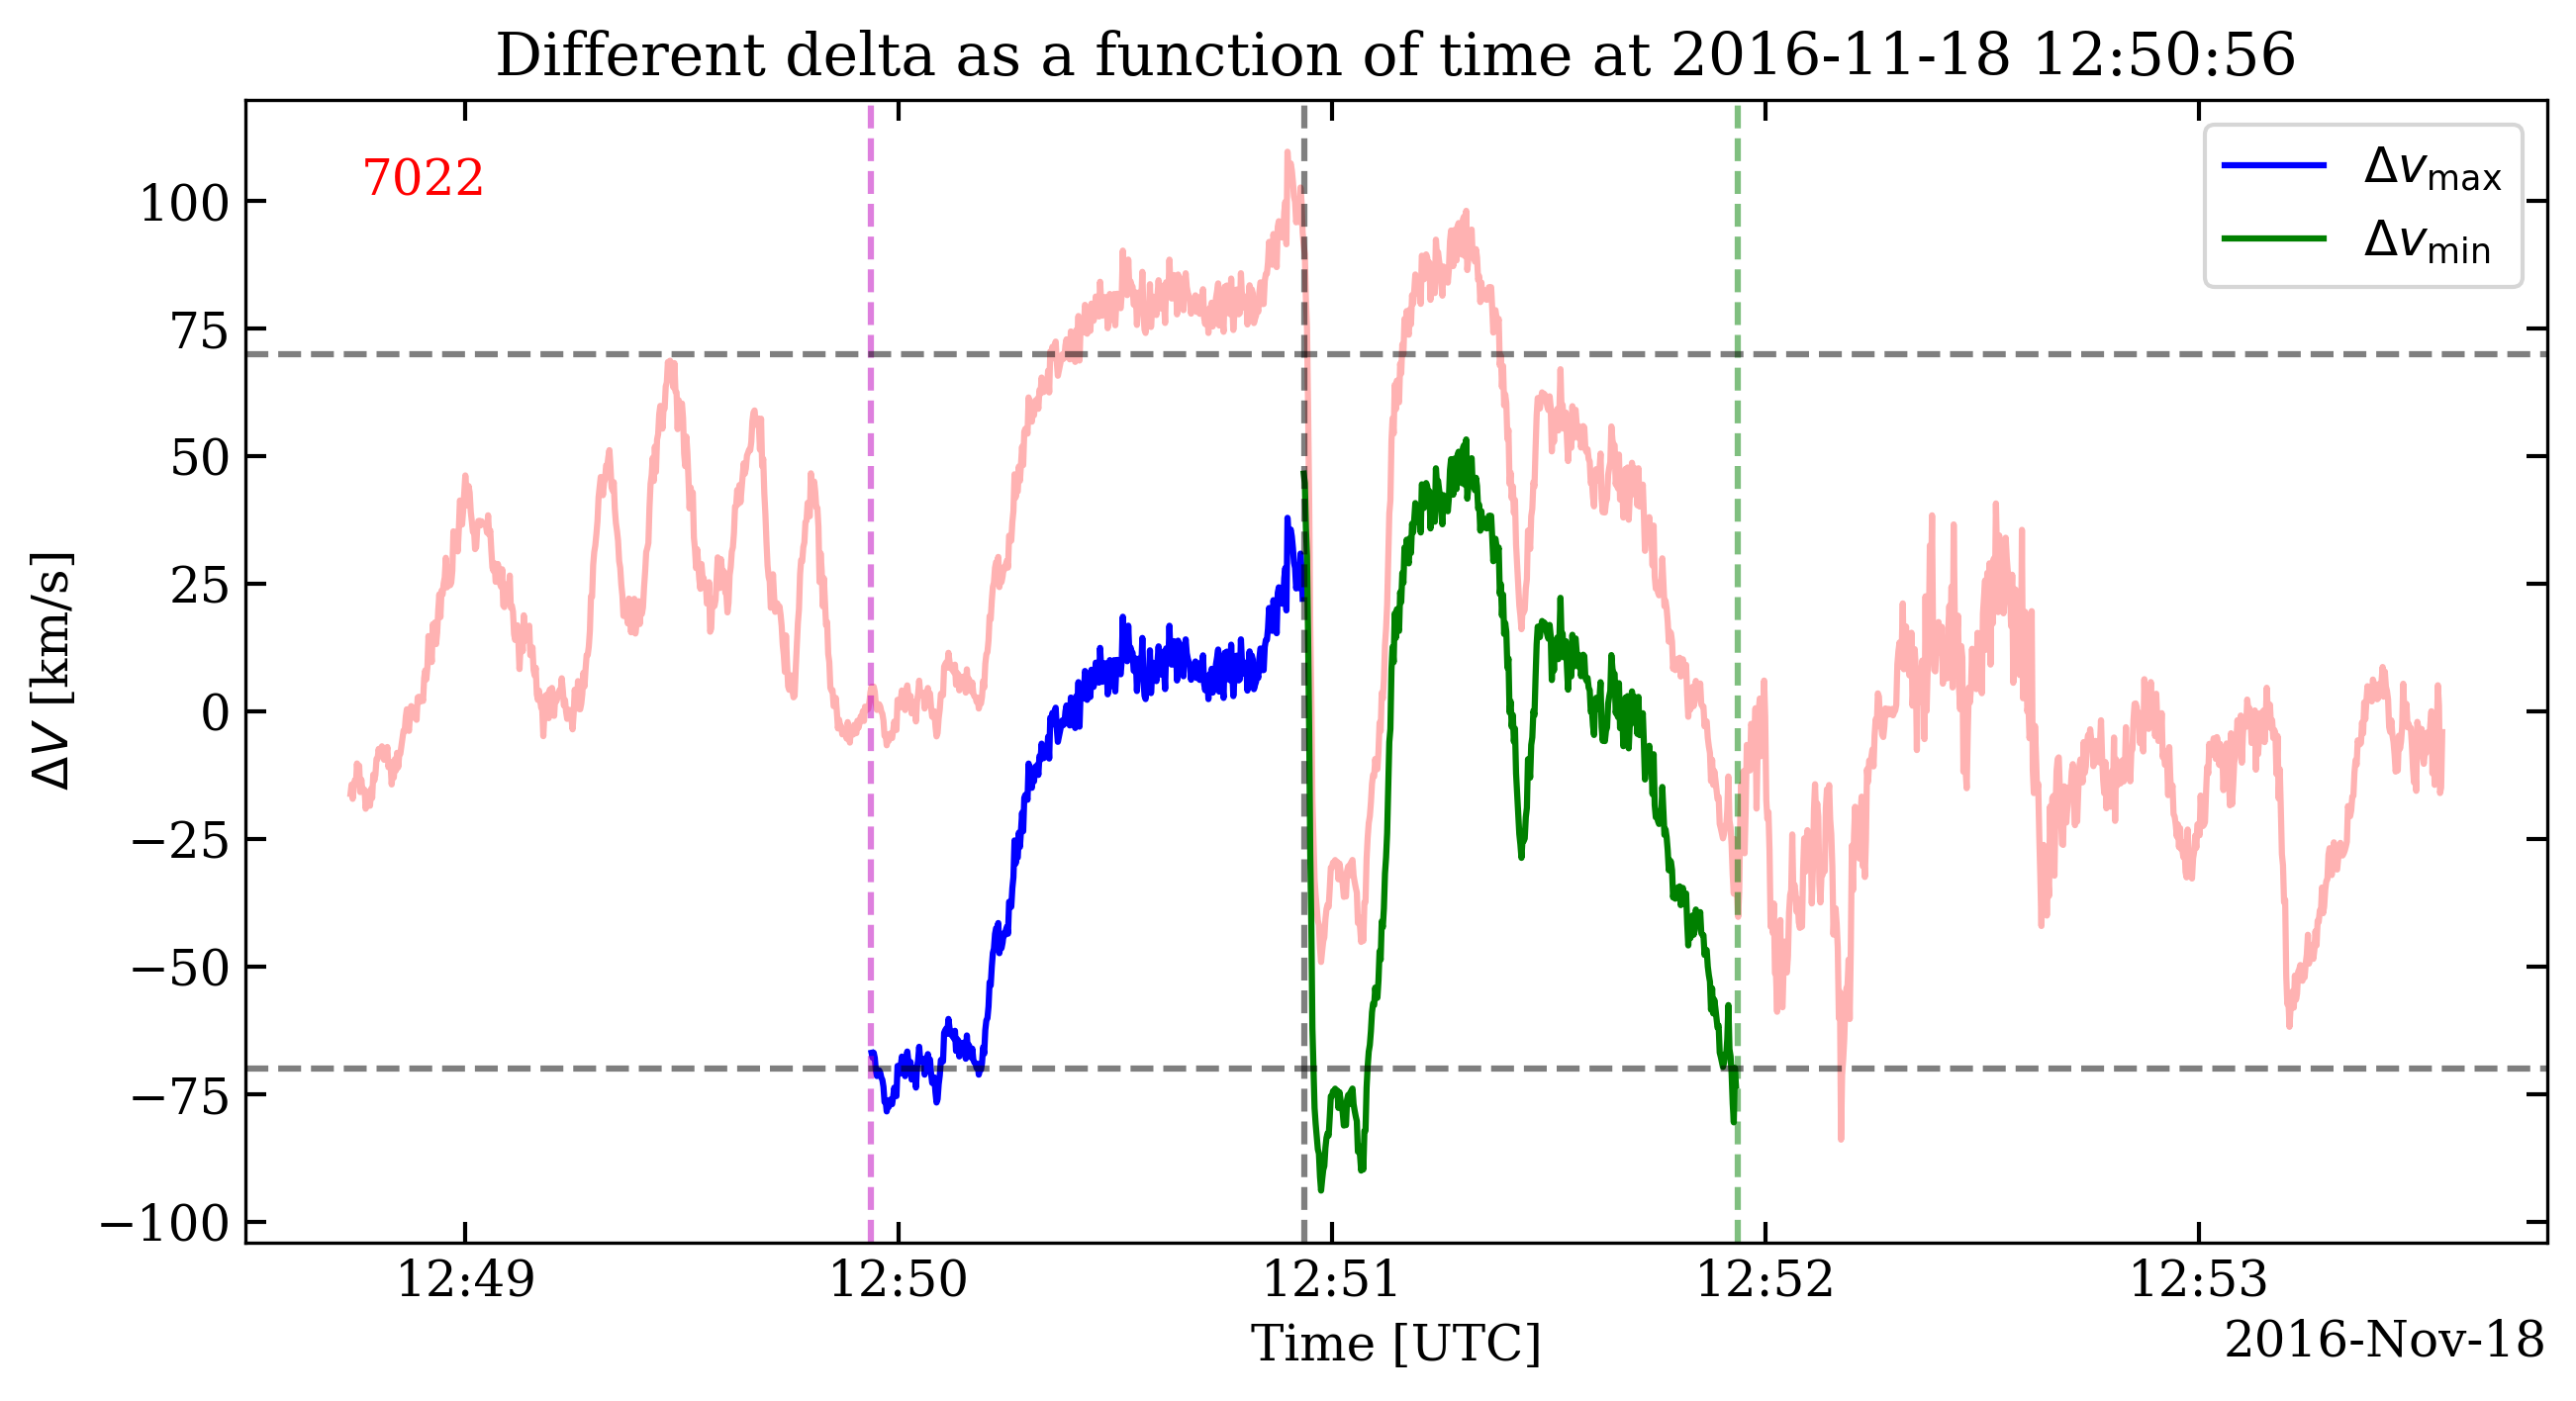 Different delta as a function of time at 2016-11-18 12:50:56
7022
Δv_max
Δv_min
100
75
50
25
0
−25
−50
−75
−100
ΔV [km/s]
12:49 12:50 12:51 12:52 12:53
Time [UTC]
2016-Nov-18